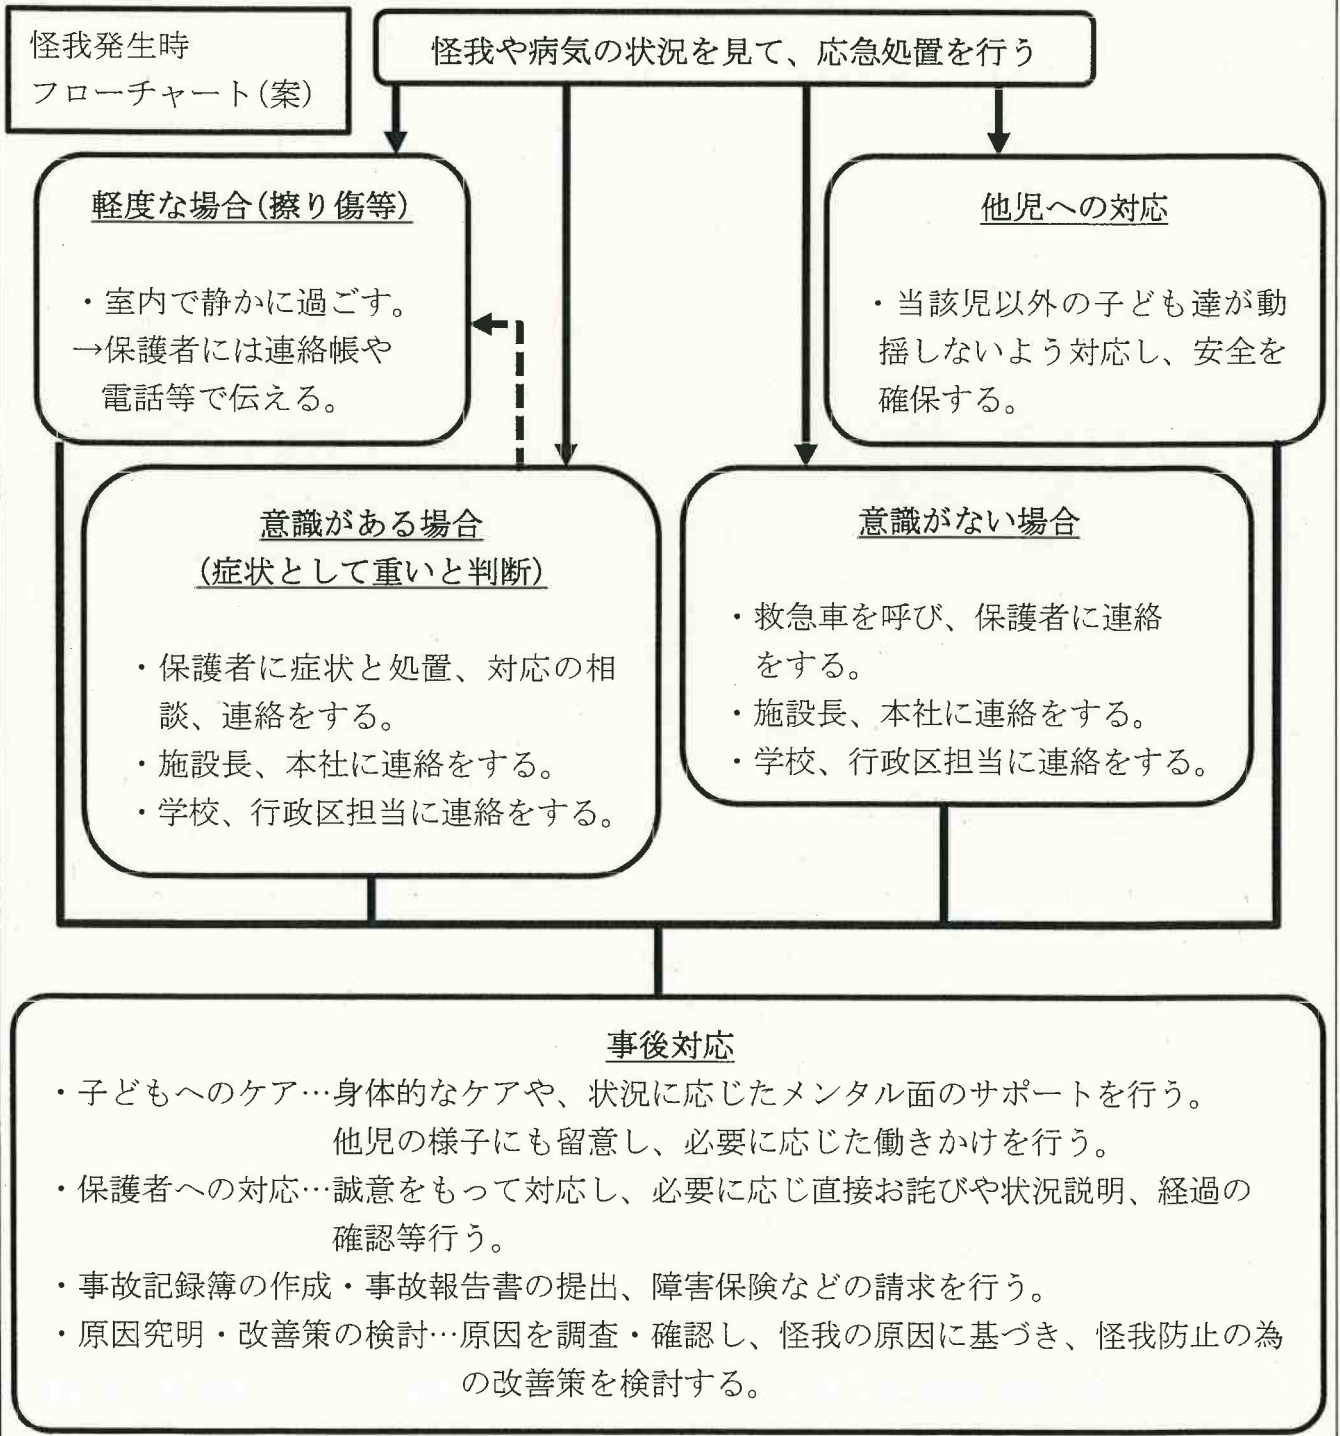 怪我発生時
フローチャート(案)
怪我や病気の状況を見て、応急処置を行う
軽度な場合(擦り傷等)
・室内で静かに過ごす。
→保護者には連絡帳や
電話等で伝える。
他児への対応
・当該児以外の子ども達が動
揺しないよう対応し、安全を
確保する。
意識がある場合
(症状として重いと判断)
・保護者に症状と処置、対応の相
談、連絡をする。
・施設長、本社に連絡をする。
・学校、行政区担当に連絡をする。
意識がない場合
・救急車を呼び、保護者に連絡
をする。
・施設長、本社に連絡をする。
・学校、行政区担当に連絡をする。
事後対応
・子どもへのケア…身体的なケアや、状況に応じたメンタル面のサポートを行う。
他児の様子にも留意し、必要に応じた働きかけを行う。
・保護者への対応…誠意をもって対応し、必要に応じ直接お詫びや状況説明、経過の
確認等行う。
・事故記録簿の作成・事故報告書の提出、障害保険などの請求を行う。
・原因究明・改善策の検討…原因を調査・確認し、怪我の原因に基づき、怪我防止の為
の改善策を検討する。